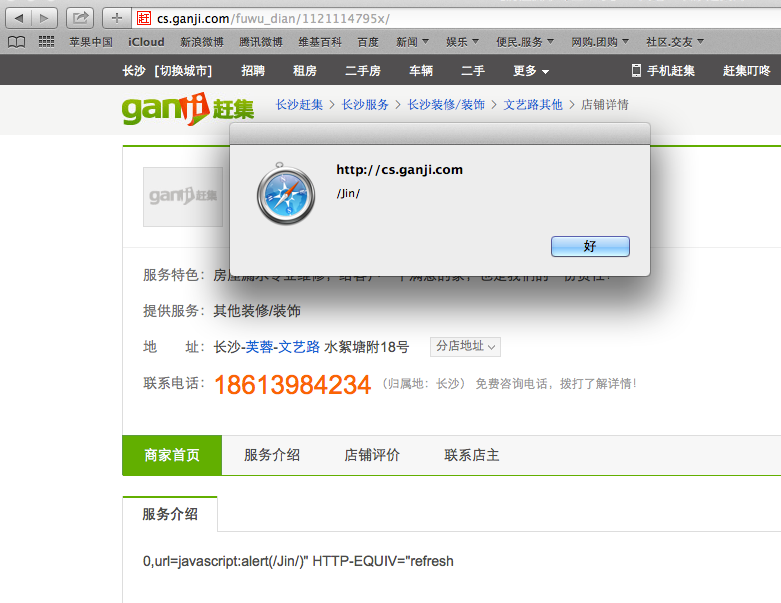 赶 cs.ganji.com/fuwu_dian/1121114795x/
苹果中国 iCloud 新浪微博 腾讯微博 维基百科 百度 新闻 娱乐 便民.服务 网购.团购 社区.交友
长沙 [切换城市] 招聘 租房 二手房 车辆 二手 更多 手机赶集 赶集叮咚
ganji 赶集 长沙赶集 > 长沙服务 > 长沙装修/装饰 > 文艺路其他 > 店铺详情
http://cs.ganji.com
/Jin/
ganji赶集
好
服务特色：房屋漏水专业维修，给客户一个满意的家，也是我们的一份责任！
提供服务：其他装修/装饰
地 址：长沙-芙蓉-文艺路 水絮塘附18号 分店地址
联系电话：18613984234 （归属地：长沙） 免费咨询电话，拨打了解详情！
商家首页 服务介绍 店铺评价 联系店主
服务介绍
0,url=javascript:alert(/Jin/)" HTTP-EQUIV="refresh